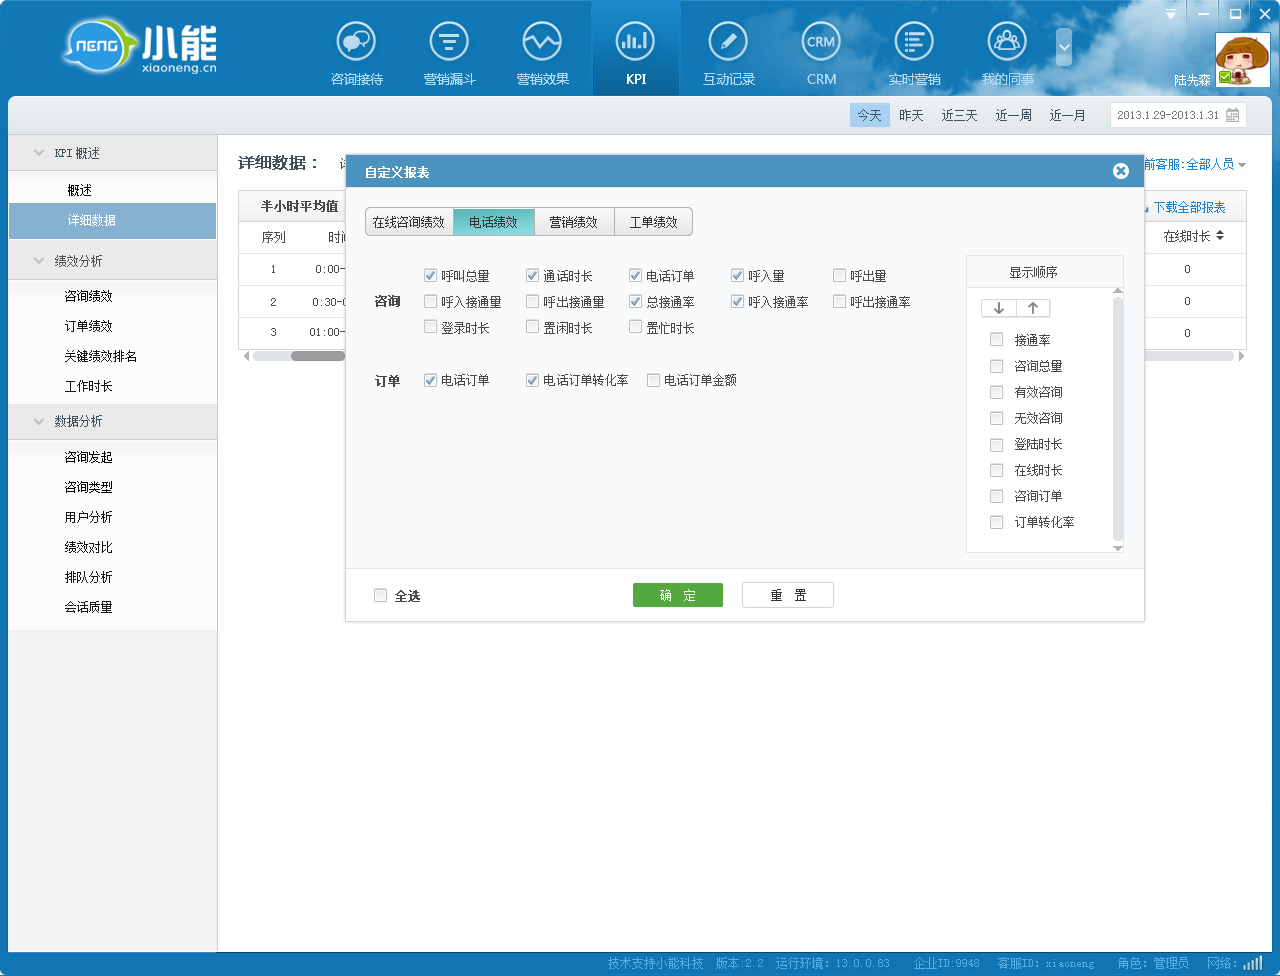 NENG 小能
xiaoneng.cn
咨询接待 营销漏斗 营销效果 KPI 互动记录 CRM CRM 实时营销 我的同事
陆先森
今天 昨天 近三天 近一周 近一月 2013.1.29-2013.1.31
KPI 概述
概述
详细数据
绩效分析
咨询绩效
订单绩效
关键绩效排名
工作时长
数据分析
咨询发起
咨询类型
用户分析
绩效对比
排队分析
会话质量
详细数据：
前客服:全部人员
半小时平均值
下载全部报表
序列 在线时长
1 0:00- 0
2 0:30-0 0
3 01:00- 0
自定义报表
在线咨询绩效 电话绩效 营销绩效 工单绩效
咨询
呼叫总量 通话时长 电话订单 呼入量 呼出量
呼入接通量 呼出接通量 总接通率 呼入接通率 呼出接通率
登录时长 置闲时长 置忙时长
订单 电话订单 电话订单转化率 电话订单金额
显示顺序
接通率
咨询总量
有效咨询
无效咨询
登陆时长
在线时长
咨询订单
订单转化率
全选 确 定 重 置
技术支持小能科技 版本:2.2 运行环境: 13.0.0.83 企业ID:9948 客服ID: xiaoneng 角色: 管理员 网络: